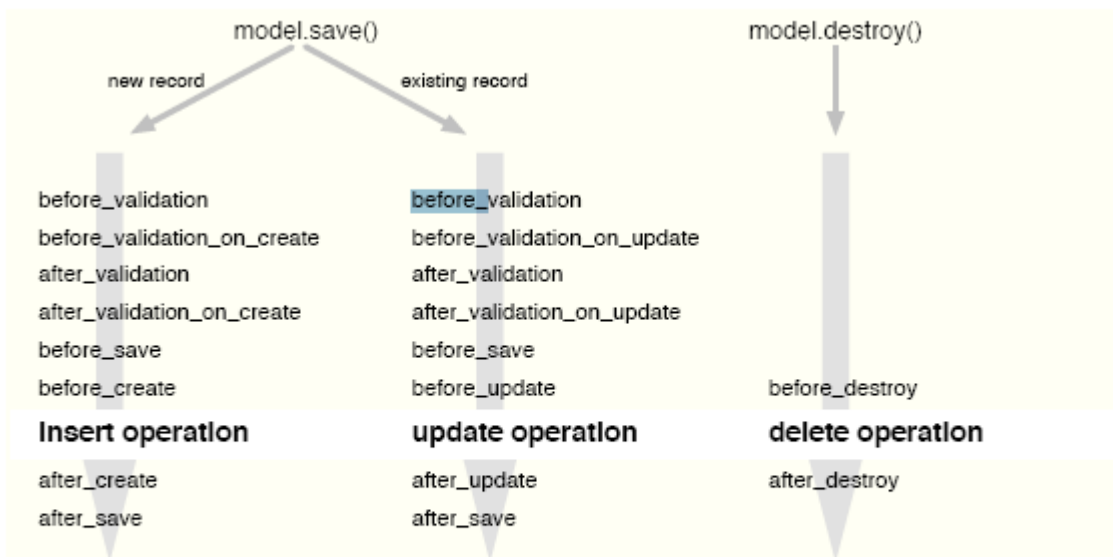 model.save()
model.destroy()
new record
existing record
before_validation
before_validation_on_create
after_validation
after_validation_on_create
before_save
before_create
Insert operation
after_create
after_save
before_validation
before_validation_on_update
after_validation
after_validation_on_update
before_save
before_update
update operation
after_update
after_save
before_destroy
delete operation
after_destroy